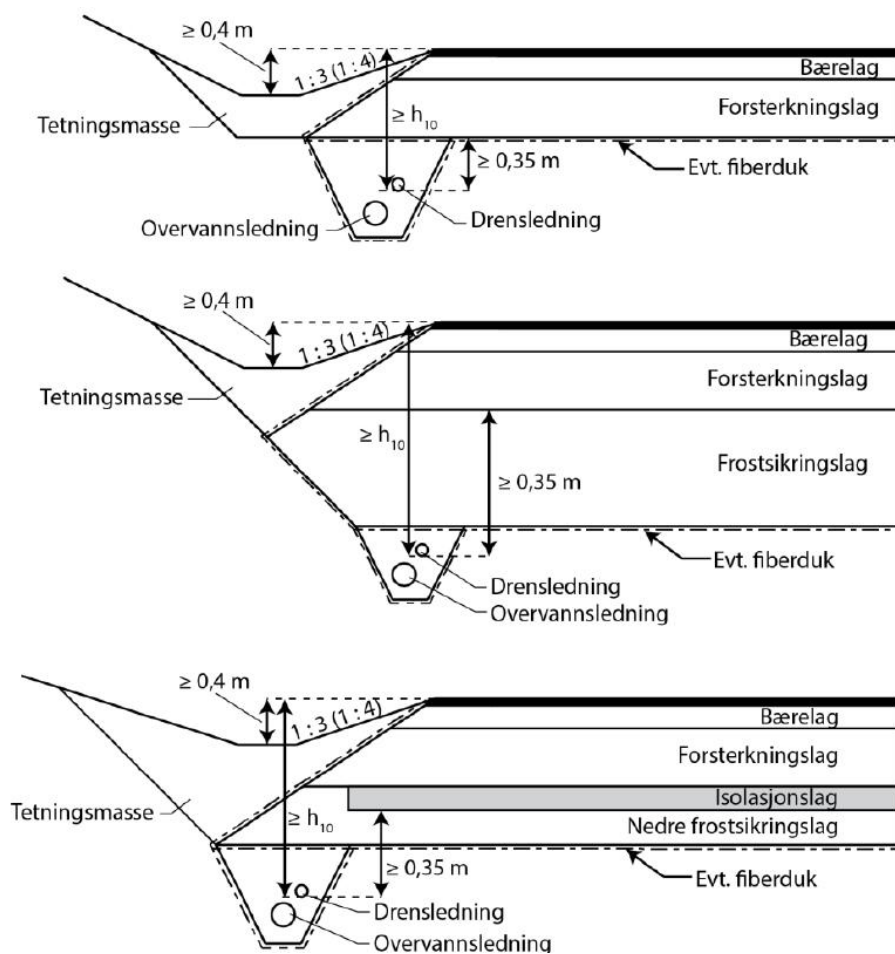 ≥ 0,4 m
1 : 3 (1 : 4)
Bærelag
Forsterkningslag
Tetningsmasse
≥ h10
≥ 0,35 m
Evt. fiberduk
Overvannsledning
Drensledning
≥ 0,4 m
1 : 3 (1 : 4)
Bærelag
Forsterkningslag
Tetningsmasse
≥ h10
Frostsikringslag
≥ 0,35 m
Evt. fiberduk
Drensledning
Overvannsledning
≥ 0,4 m
1 : 3 (1 : 4)
Bærelag
Forsterkningslag
Isolasjonslag
Tetningsmasse
≥ h10
Nedre frostsikringslag
≥ 0,35 m
Evt. fiberduk
Drensledning
Overvannsledning